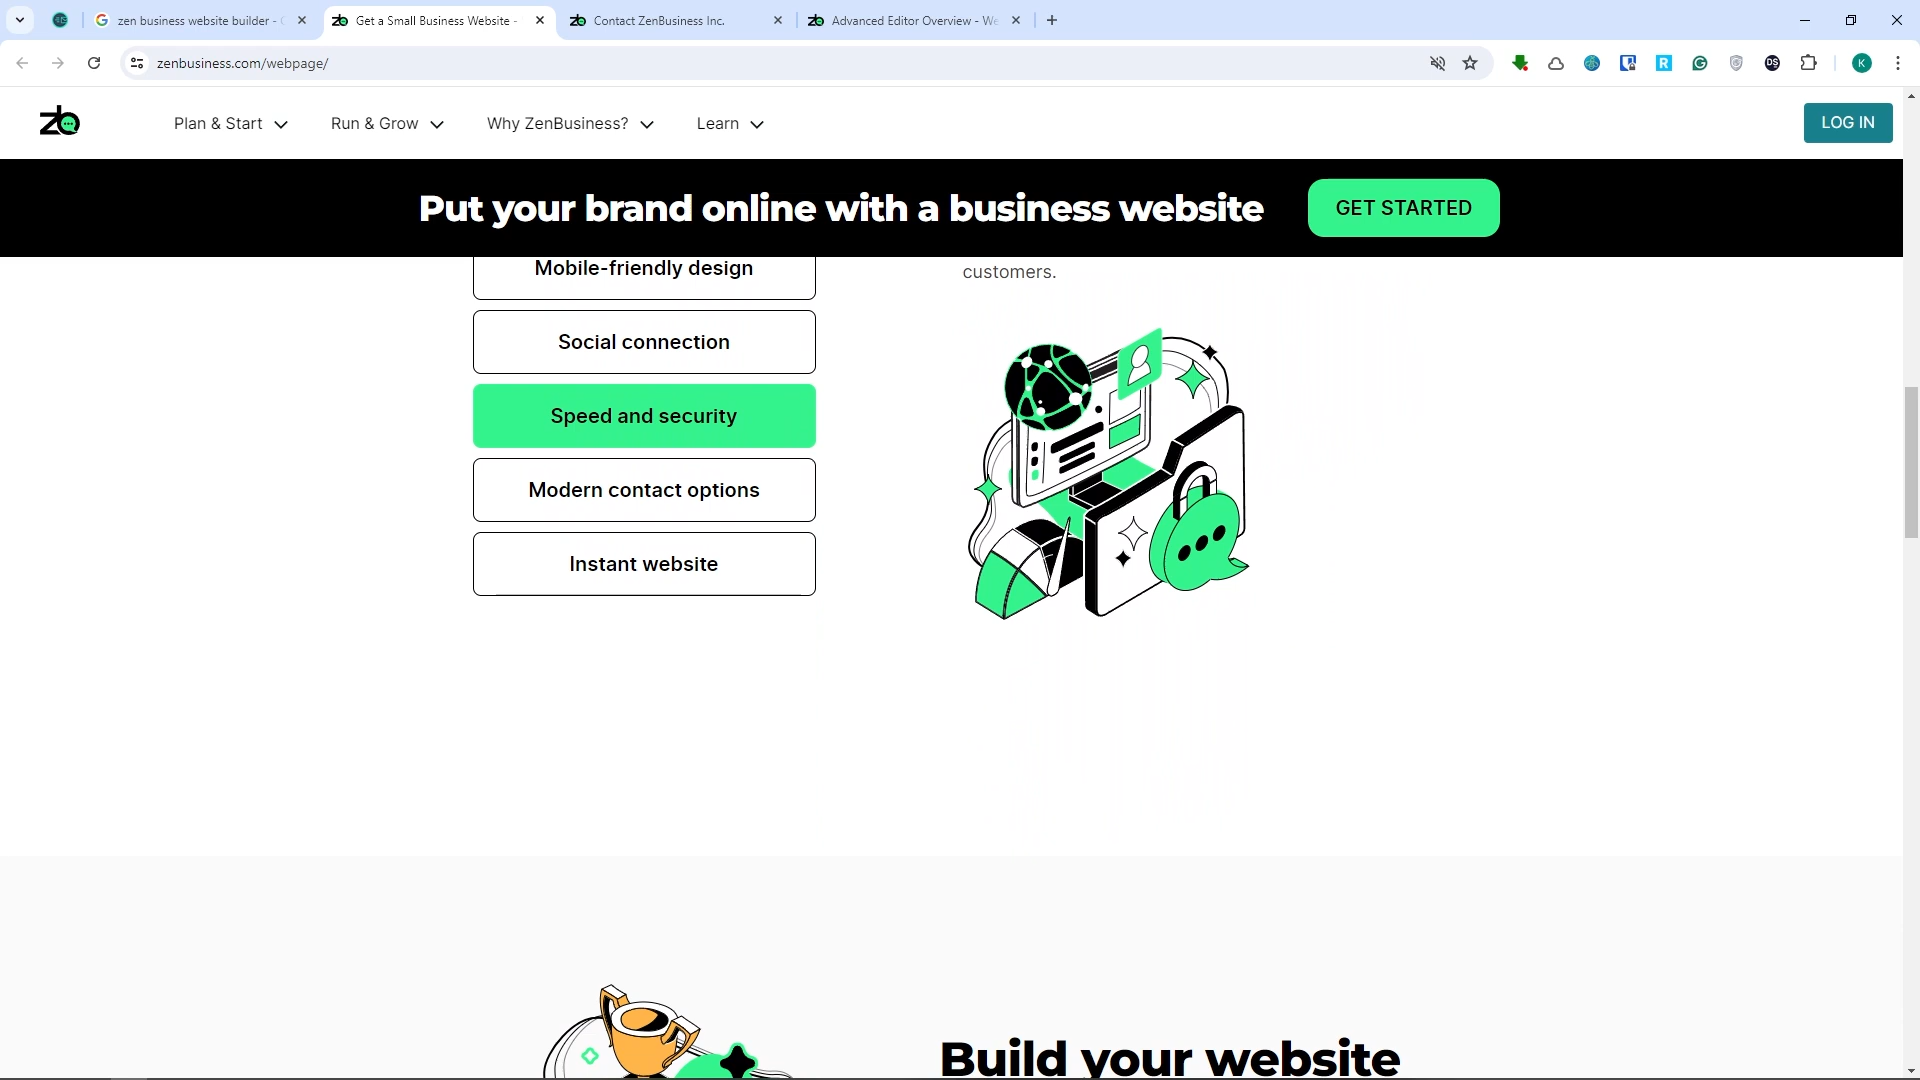 zen business website builder -
Get a Small Business Website -
Contact ZenBusiness Inc.
Advanced Editor Overview - We
zenbusiness.com/webpage/
K
zb
Plan & Start
Run & Grow
Why ZenBusiness?
Learn
LOG IN
Put your brand online with a business website
GET STARTED
Mobile-friendly design
customers.
Social connection
Speed and security
Modern contact options
Instant website
Build your website